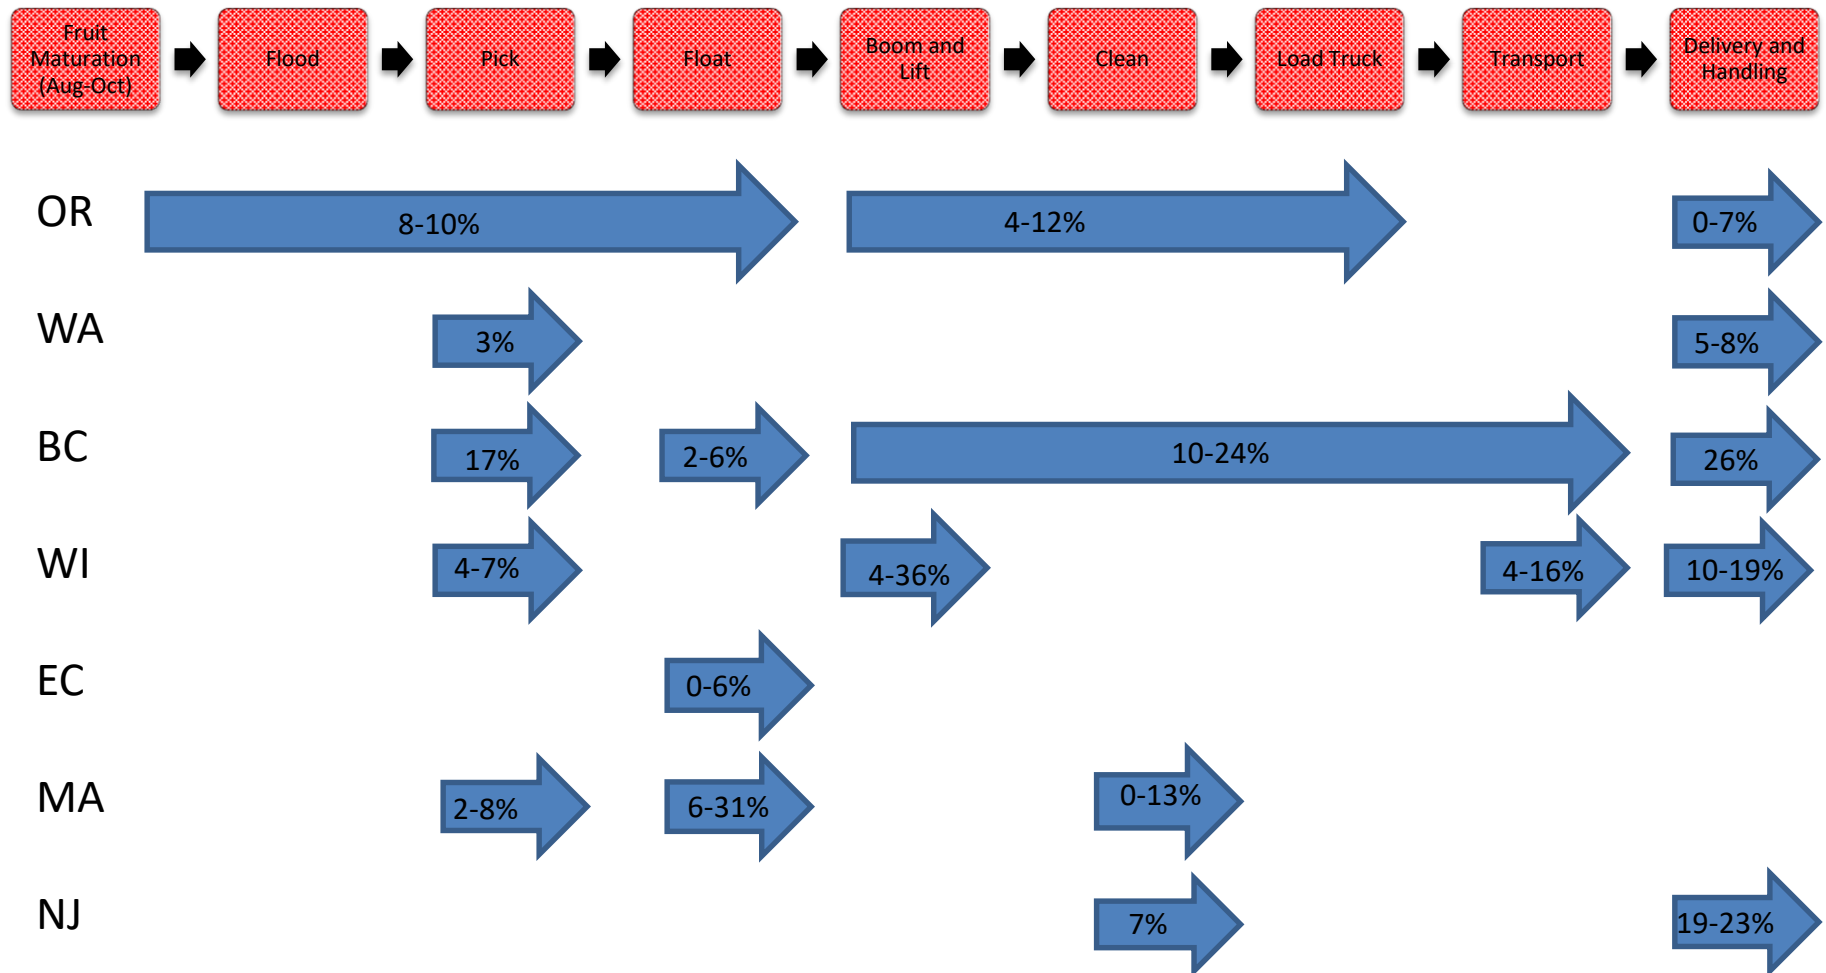 Fruit
Maturation
(Aug-Oct)
Flood
Pick
Float
Boom and
Lift
Clean
Load Truck
Transport
Delivery and
Handling
OR
8-10%
4-12%
0-7%
WA
3%
5-8%
BC
17%
2-6%
10-24%
26%
WI
4-7%
4-36%
4-16%
10-19%
EC
0-6%
MA
2-8%
6-31%
0-13%
NJ
7%
19-23%